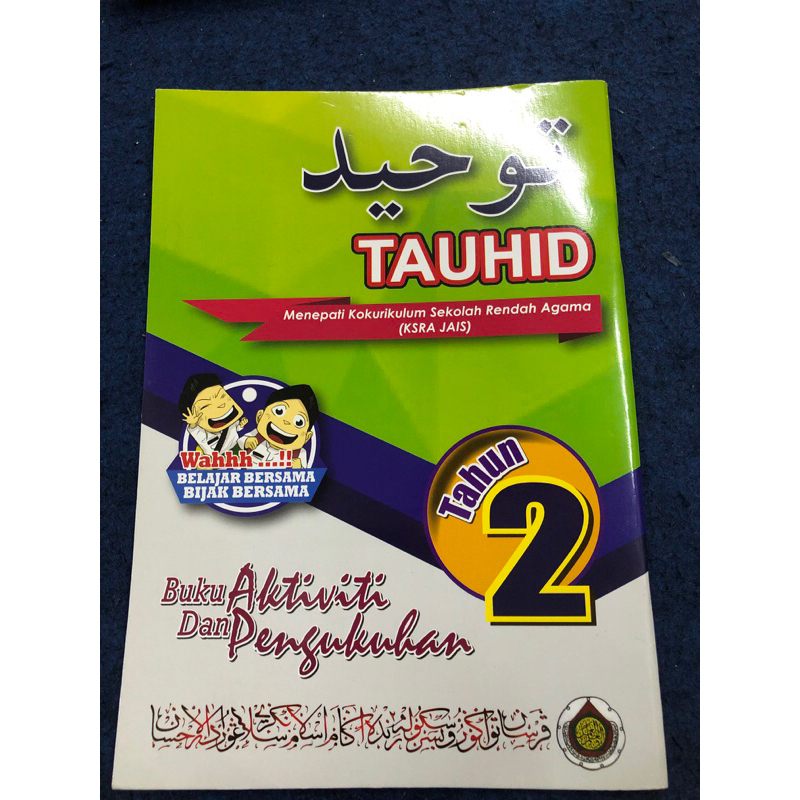 توحيد
TAUHID
Menepati Kokurikulum Sekolah Rendah Agama
(KSRA JAIS)
Wahhh ...!!
BELAJAR BERSAMA
BIJAK BERSAMA
Tahun
2
Buku Aktiviti
Dan Pengukuhan